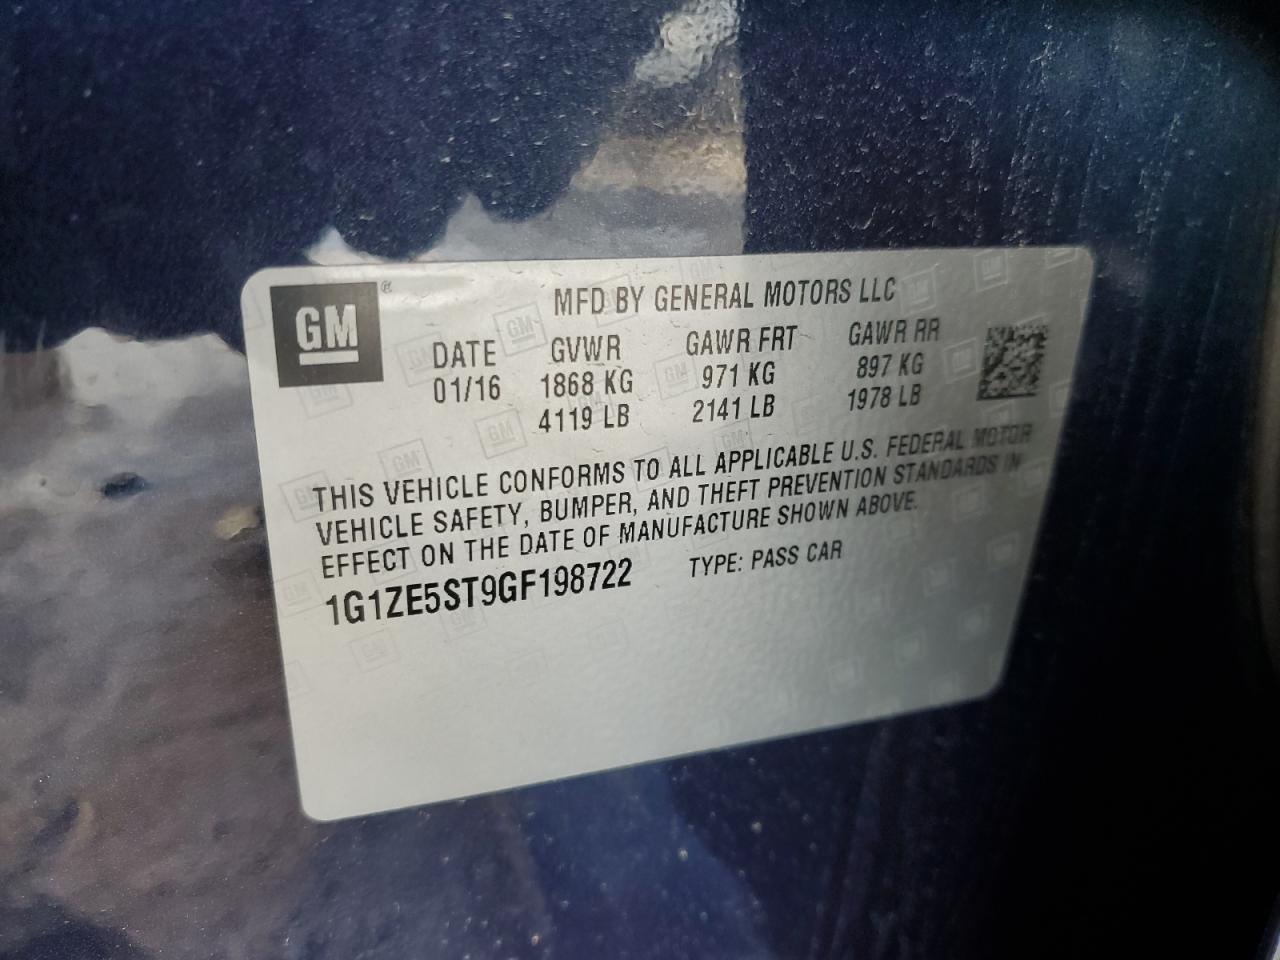 GM ®
MFD BY GENERAL MOTORS LLC
DATE GVWR GAWR FRT GAWR RR
01/16 1868 KG 971 KG 897 KG
4119 LB 2141 LB 1978 LB
THIS VEHICLE CONFORMS TO ALL APPLICABLE U.S. FEDERAL MOTOR
VEHICLE SAFETY, BUMPER, AND THEFT PREVENTION STANDARDS IN
EFFECT ON THE DATE OF MANUFACTURE SHOWN ABOVE.
1G1ZE5ST9GF198722 TYPE: PASS CAR